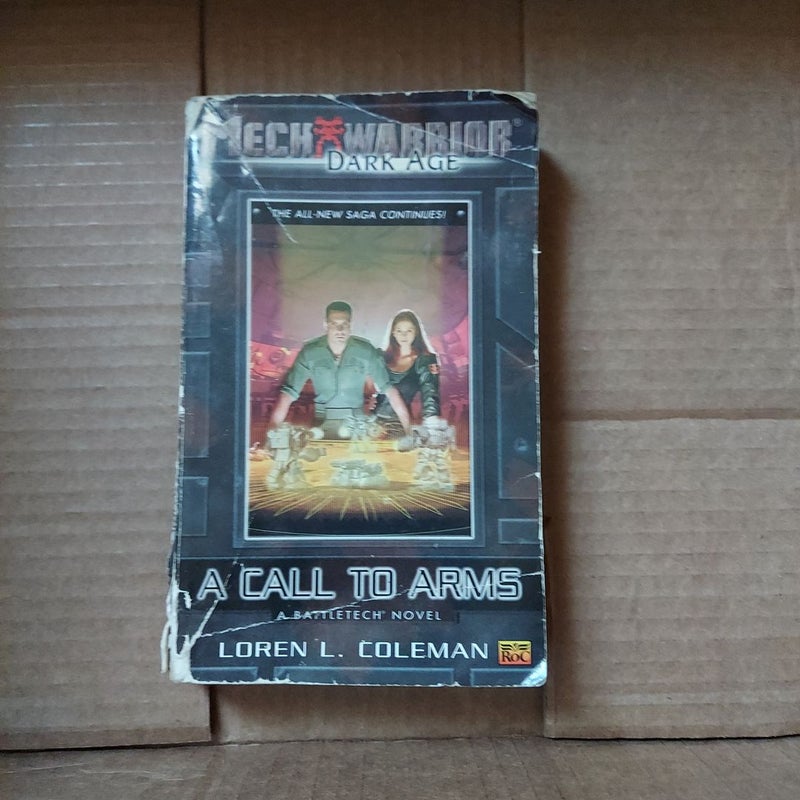 MECHWARRIOR®
DARK AGE
THE ALL-NEW SAGA CONTINUES!
A CALL TO ARMS
A BATTLETECH® NOVEL
LOREN L. COLEMAN
ROC